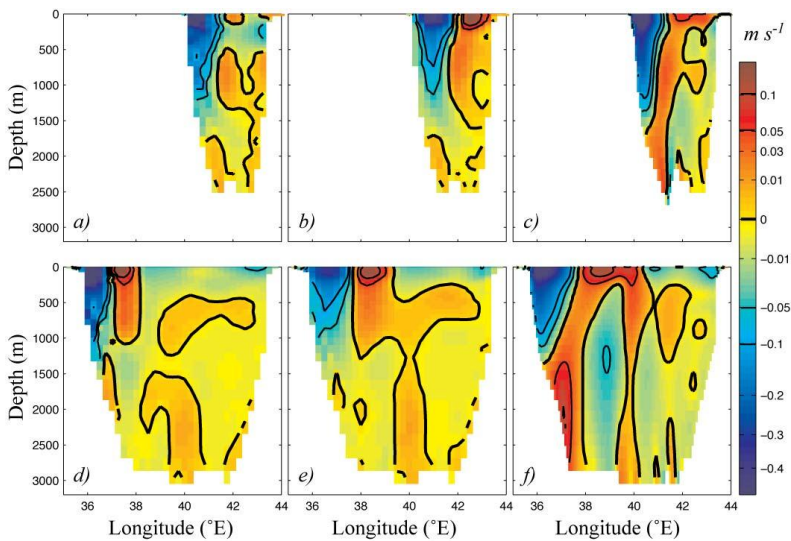 m s⁻¹
0
500
1000
1500
2000
2500
3000
Depth (m)
a)
b)
c)
0.1
0.05
0.03
0.01
0
−0.01
−0.05
−0.1
−0.2
−0.3
−0.4
0
500
1000
1500
2000
2500
3000
Depth (m)
d)
e)
f)
36 38 40 42 44 36 38 40 42 44 36 38 40 42 44
Longitude (˚E) Longitude (˚E) Longitude (˚E)